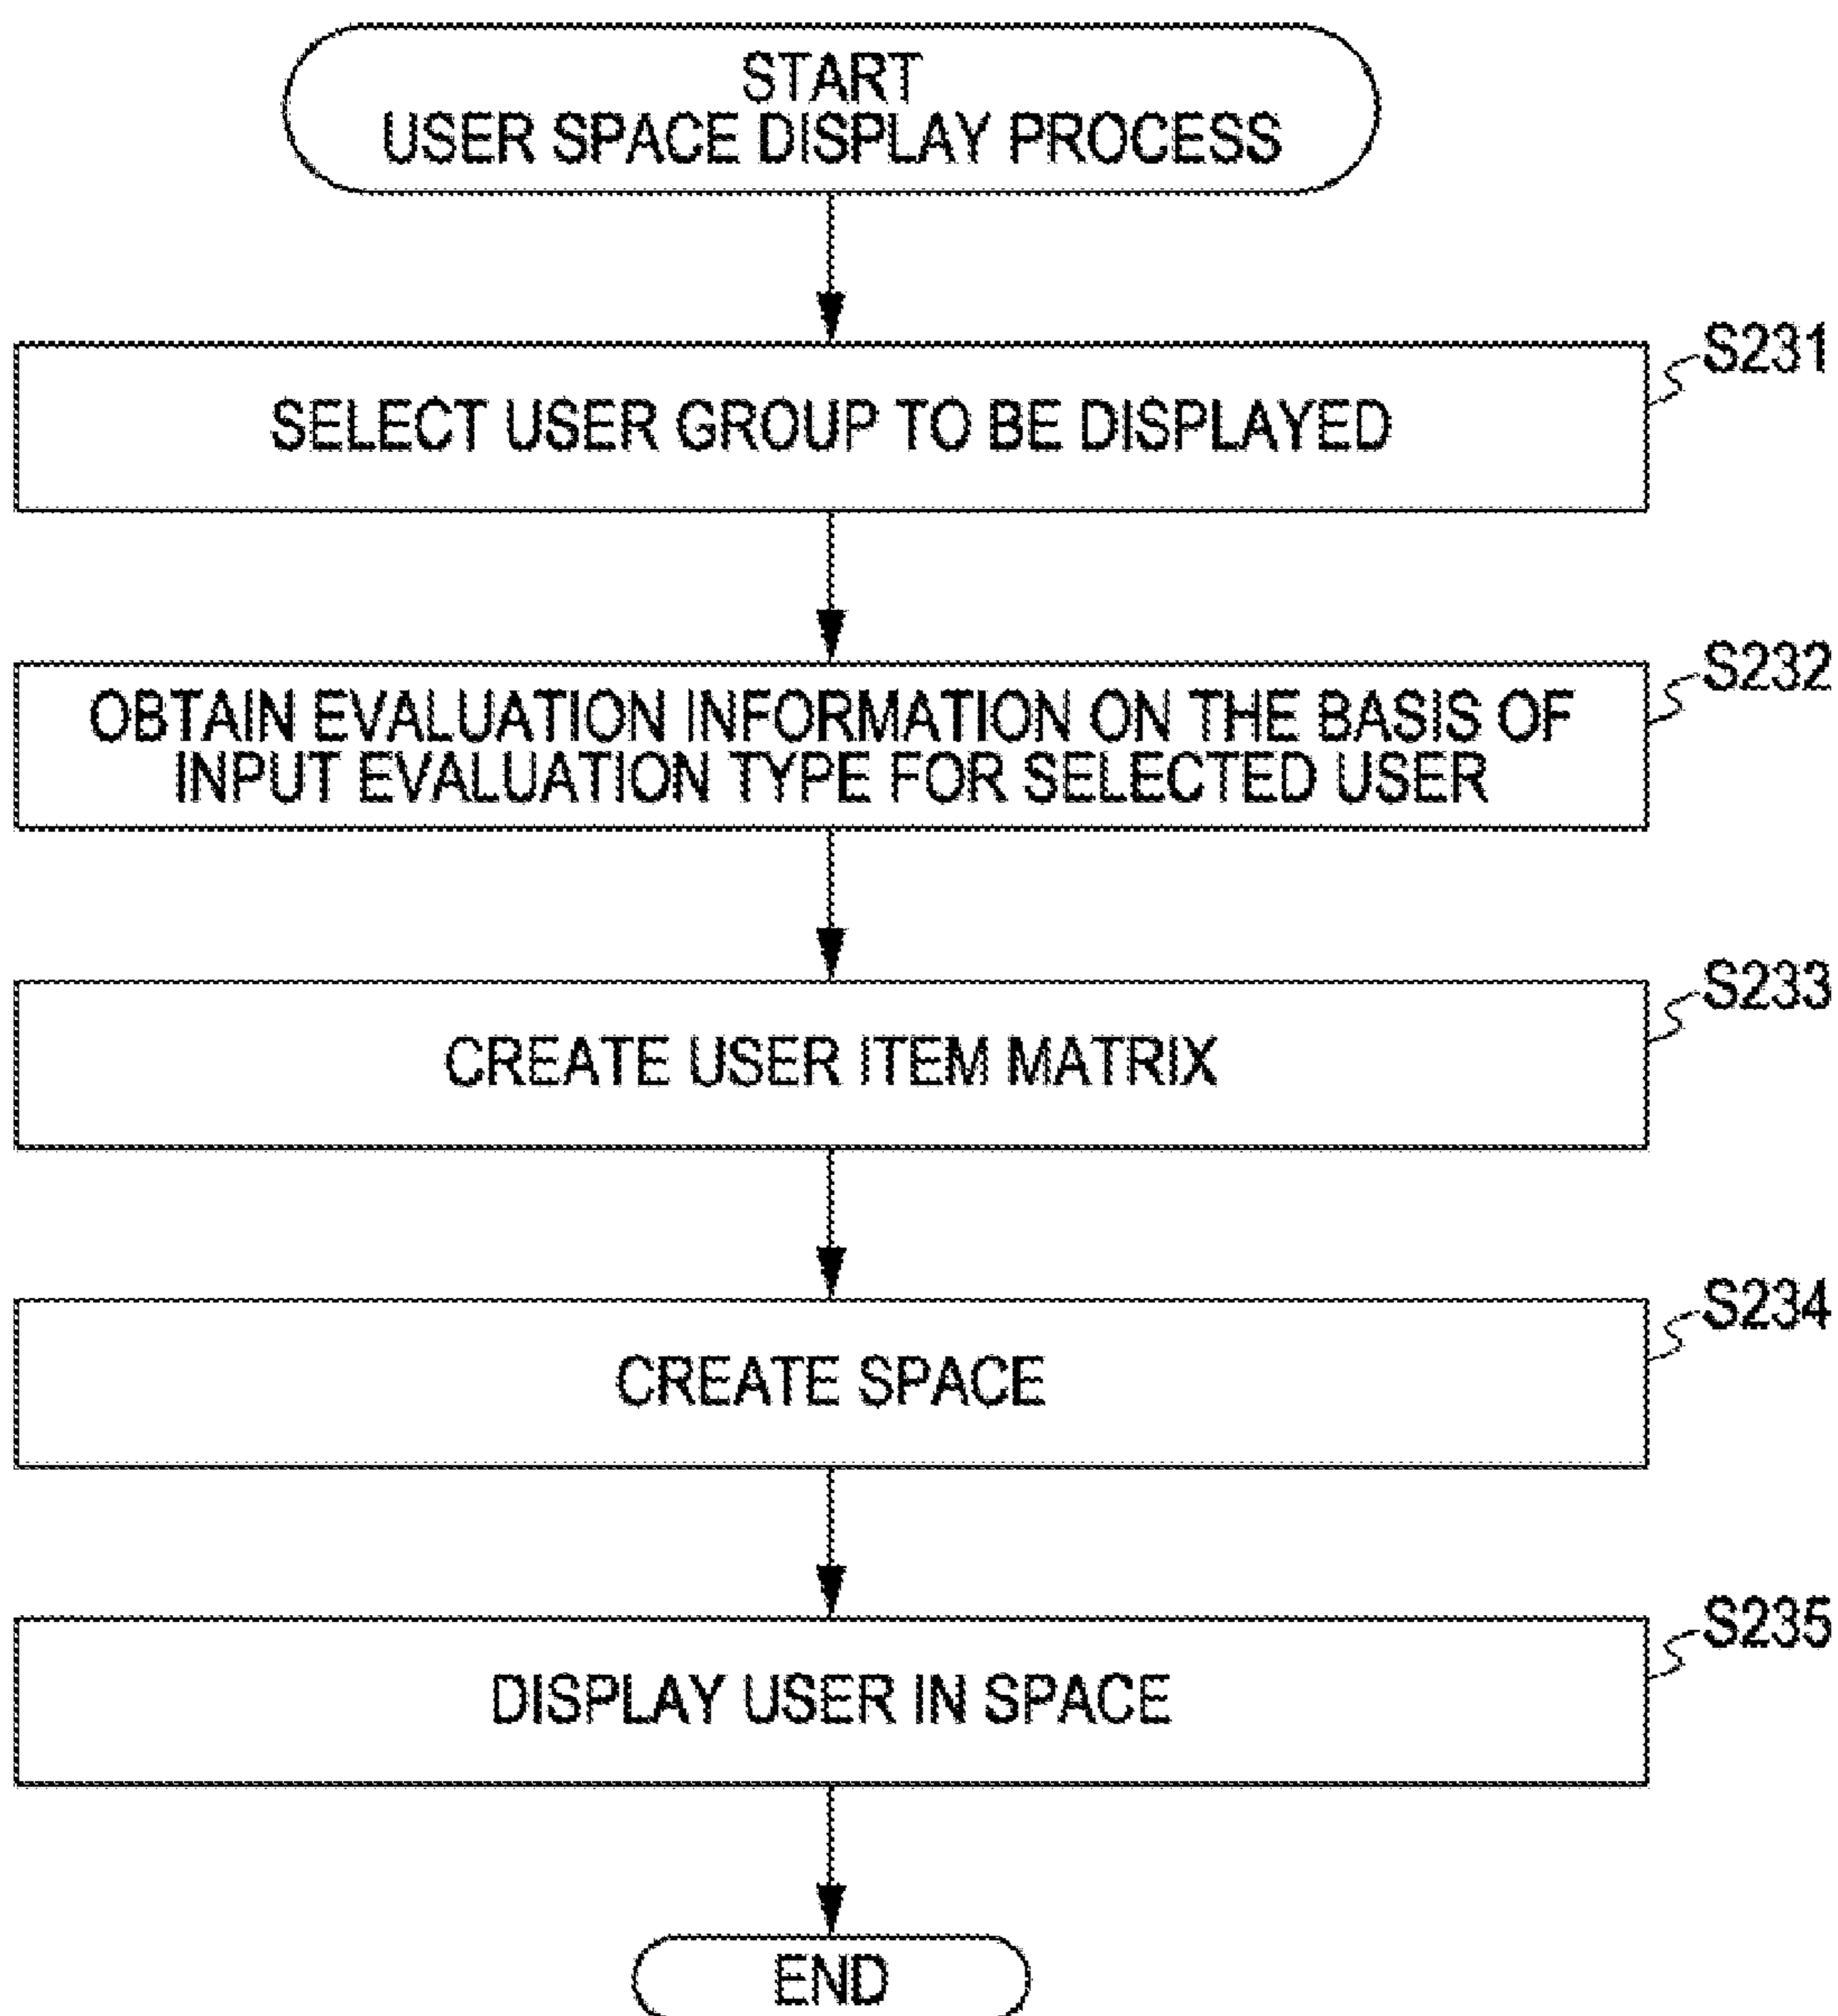 START
USER SPACE DISPLAY PROCESS
S231
SELECT USER GROUP TO BE DISPLAYED
S232
OBTAIN EVALUATION INFORMATION ON THE BASIS OF
INPUT EVALUATION TYPE FOR SELECTED USER
S233
CREATE USER ITEM MATRIX
S234
CREATE SPACE
S235
DISPLAY USER IN SPACE
END